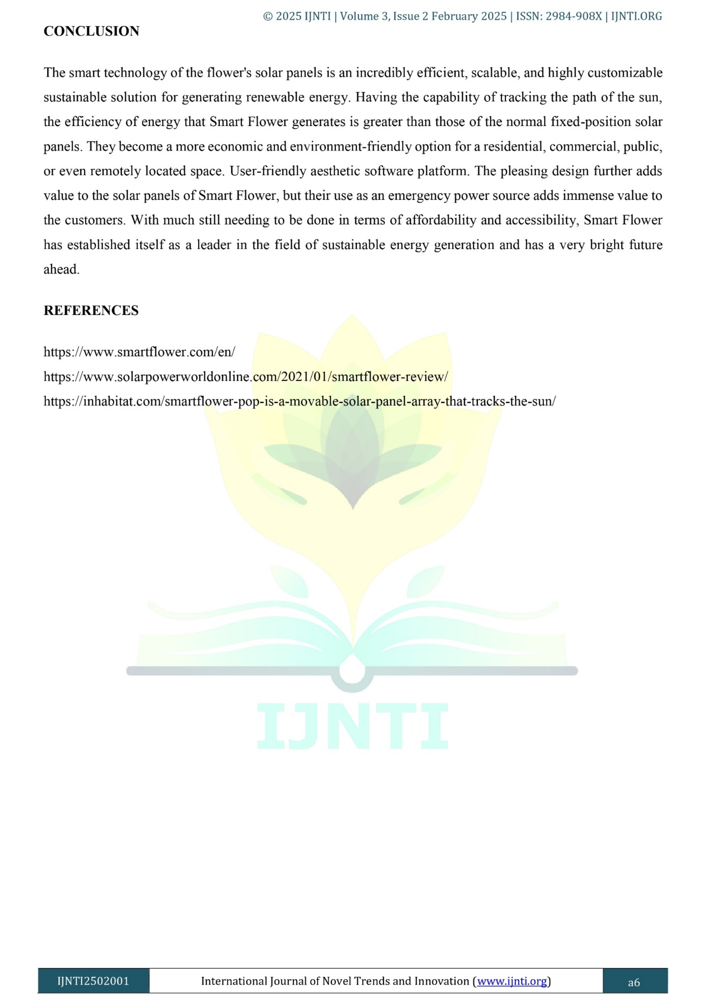 © 2025 IJNTI | Volume 3, Issue 2 February 2025 | ISSN: 2984-908X | IJNTI.ORG
CONCLUSION
The smart technology of the flower's solar panels is an incredibly efficient, scalable, and highly customizable
sustainable solution for generating renewable energy. Having the capability of tracking the path of the sun,
the efficiency of energy that Smart Flower generates is greater than those of the normal fixed-position solar
panels. They become a more economic and environment-friendly option for a residential, commercial, public,
or even remotely located space. User-friendly aesthetic software platform. The pleasing design further adds
value to the solar panels of Smart Flower, but their use as an emergency power source adds immense value to
the customers. With much still needing to be done in terms of affordability and accessibility, Smart Flower
has established itself as a leader in the field of sustainable energy generation and has a very bright future
ahead.
REFERENCES
https://www.smartflower.com/en/
https://www.solarpowerworldonline.com/2021/01/smartflower-review/
https://inhabitat.com/smartflower-pop-is-a-movable-solar-panel-array-that-tracks-the-sun/
IJNTI
IJNTI2502001
International Journal of Novel Trends and Innovation (www.ijnti.org)
a6